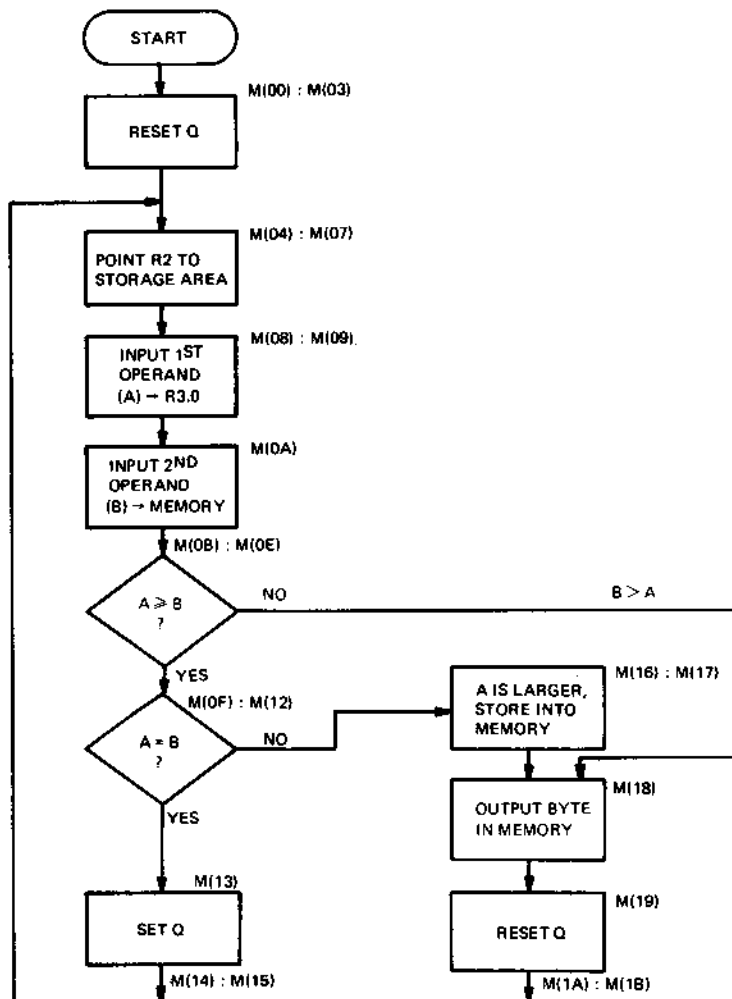 START
M(00) : M(03)
RESET Q
M(04) : M(07)
POINT R2 TO
STORAGE AREA
M(08) : M(09)
INPUT 1ST
OPERAND
(A) → R3.0
M(0A)
INPUT 2ND
OPERAND
(B) → MEMORY
M(0B) : M(0E)
A ⩾ B
?
NO
B > A
YES
M(0F) : M(12)
A = B
?
NO
M(16) : M(17)
A IS LARGER,
STORE INTO
MEMORY
M(18)
OUTPUT BYTE
IN MEMORY
YES
M(13)
SET Q
M(14) : M(15)
M(19)
RESET Q
M(1A) : M(1B)